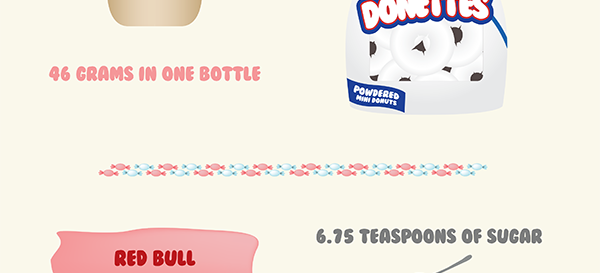 DONETTES
46 GRAMS IN ONE BOTTLE
POWDERED
MINI DONUTS
6.75 TEASPOONS OF SUGAR
RED BULL